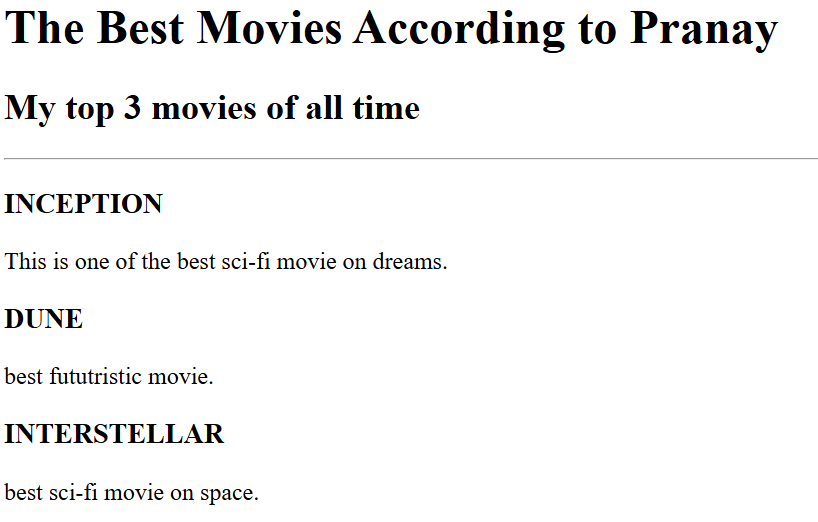 The Best Movies According to Pranay
My top 3 movies of all time
INCEPTION
This is one of the best sci-fi movie on dreams.
DUNE
best fututristic movie.
INTERSTELLAR
best sci-fi movie on space.